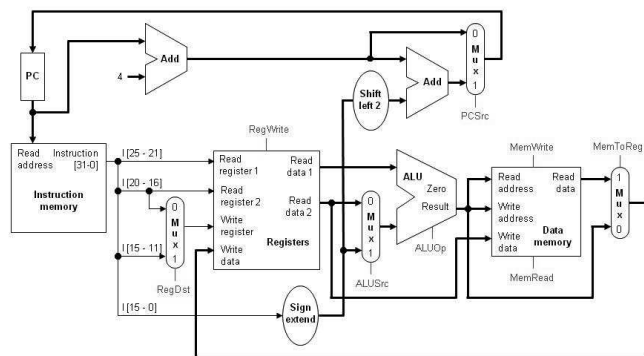 0
M
u
x
1
Add
PC
4
Add
Shift
left 2
PCSrc
RegWrite
MemWrite
MemToReg
Read
address
Instruction
[31-0]
Instruction
memory
I [25 - 21]
I [20 - 16]
I [15 - 11]
I [15 - 0]
0
M
u
x
1
RegDst
Read
register 1
Read
data 1
Read
register 2
Read
data 2
Write
register
Write
data
Registers
Sign
extend
0
M
u
x
1
ALUSrc
ALU
Zero
Result
ALUOp
Read
address
Read
data
Write
address
Write
data
Data
memory
MemRead
1
M
u
x
0